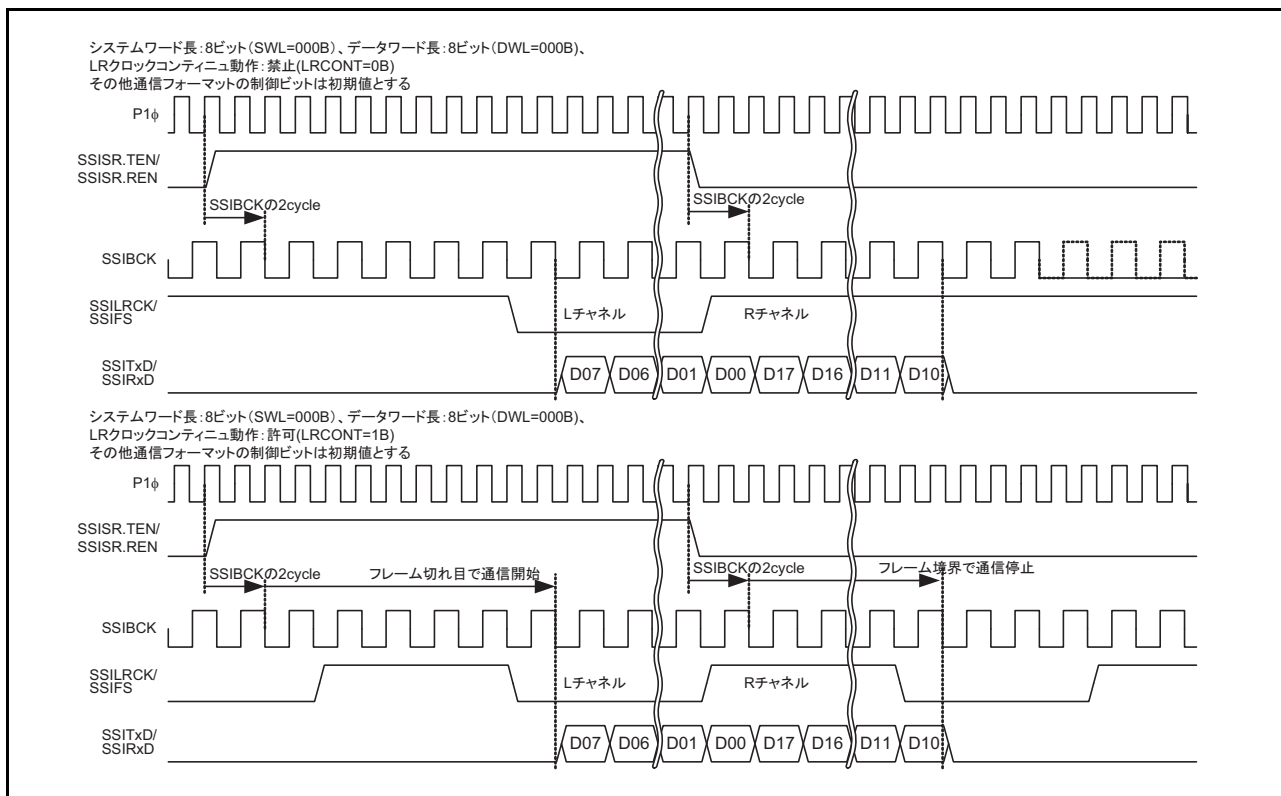 システムワード長:8ビット(SWL=000B)、データワード長:8ビット(DWL=000B)、
LRクロックコンティニュ動作:禁止(LRCONT=0B)
その他通信フォーマットの制御ビットは初期値とする
P1φ
SSISR.TEN/
SSISR.REN
SSIBCKの2cycle
SSIBCKの2cycle
SSIBCK
SSILRCK/
SSIFS
Lチャネル
Rチャネル
SSITxD/
SSIRxD
D07 D06 D01 D00 D17 D16 D11 D10
システムワード長:8ビット(SWL=000B)、データワード長:8ビット(DWL=000B)、
LRクロックコンティニュ動作:許可(LRCONT=1B)
その他通信フォーマットの制御ビットは初期値とする
P1φ
SSISR.TEN/
SSISR.REN
SSIBCKの2cycle
フレーム切れ目で通信開始
SSIBCKの2cycle
フレーム境界で通信停止
SSIBCK
SSILRCK/
SSIFS
Lチャネル
Rチャネル
SSITxD/
SSIRxD
D07 D06 D01 D00 D17 D16 D11 D10